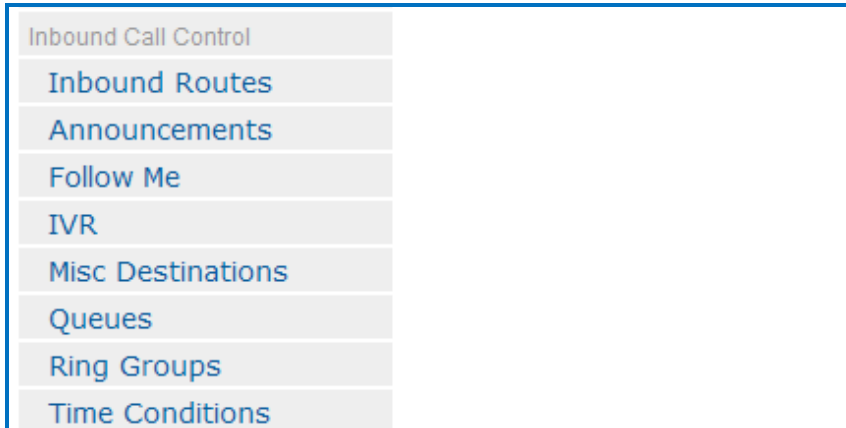 Inbound Call Control
Inbound Routes
Announcements
Follow Me
IVR
Misc Destinations
Queues
Ring Groups
Time Conditions